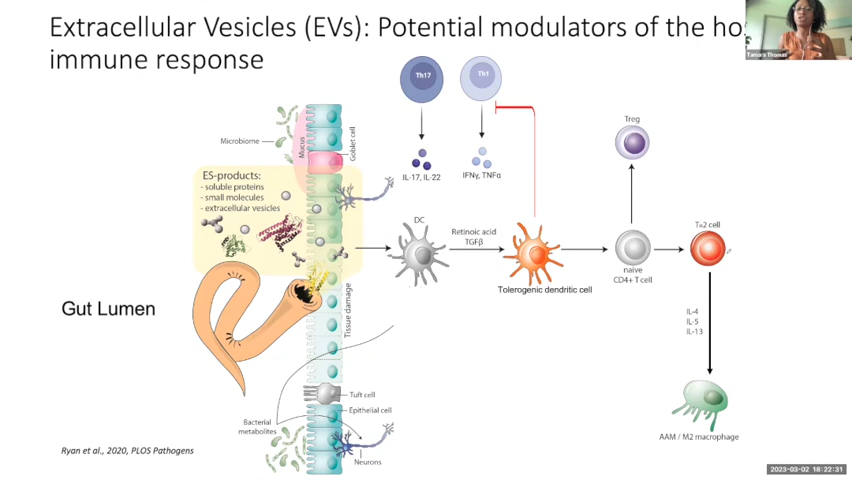 Extracellular Vesicles (EVs): Potential modulators of the ho
immune response
Tamara Thomas
Th17
Th1
Treg
Microbiome
Mucus
Goblet cell
IL-17, IL-22
IFNγ, TNFα
ES-products:
- soluble proteins
- small molecules
- extracellular vesicles
DC
Retinoic acid
TGFβ
Tolerogenic dendritic cell
naive
CD4+ T cell
TH2 cell
Gut Lumen
Tissue damage
IL-4
IL-5
IL-13
Tuft cell
Epithelial cell
Bacterial
metabolites
Neurons
AAM / M2 macrophage
Ryan et al., 2020, PLOS Pathogens
2023-03-02 18:22:31